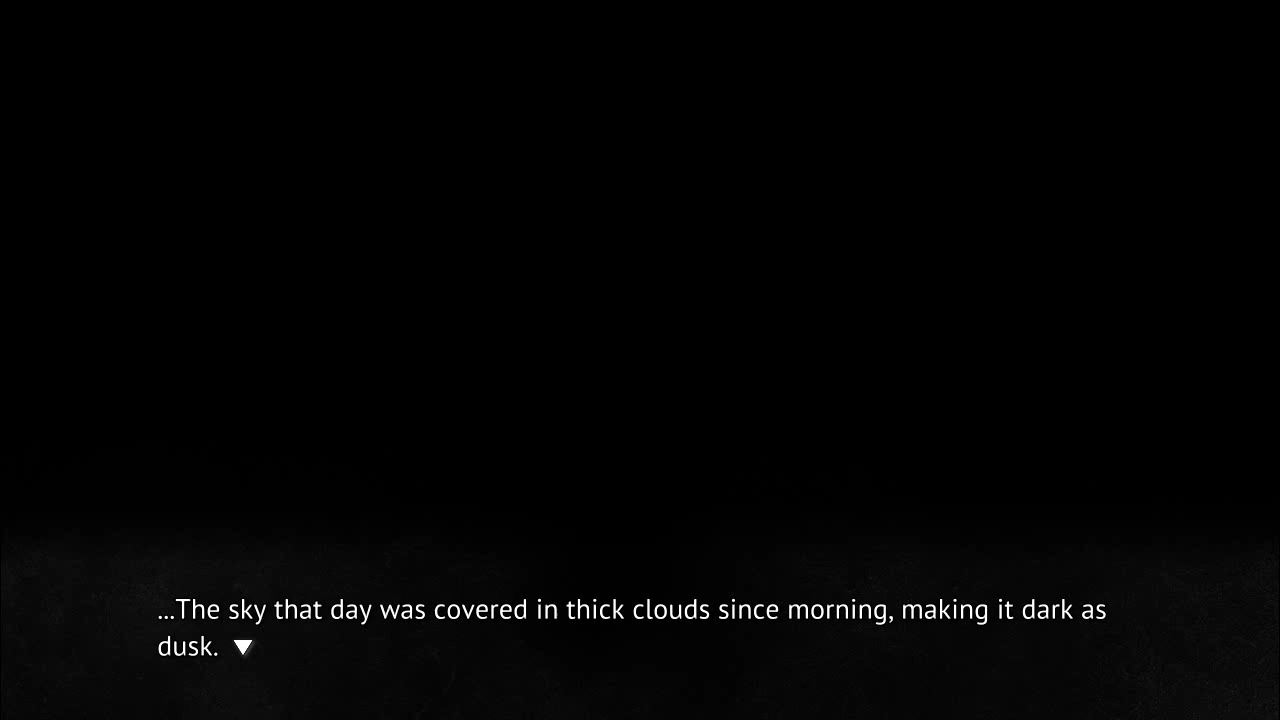 ...The sky that day was covered in thick clouds since morning, making it dark as
dusk.